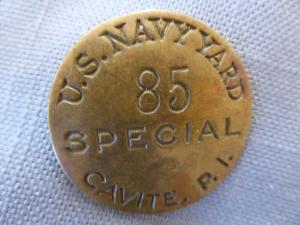 U.S. NAVY YARD
85
SPECIAL
CAVITE, P.I.